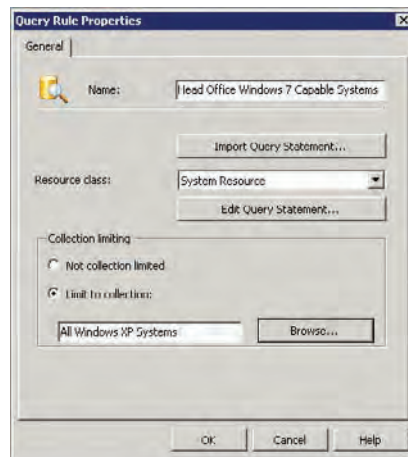 Query Rule Properties
General
Name: Head Office Windows 7 Capable Systems
Import Query Statement...
Resource class: System Resource
Edit Query Statement...
Collection limiting
Not collection limited
Limit to collection:
All Windows XP Systems Browse...
OK Cancel Help